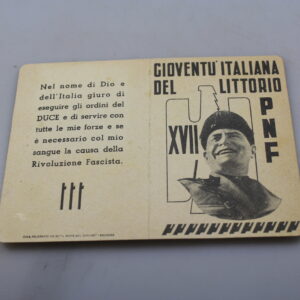 Nel nome di Dio e
dell'Italia giuro di
eseguire gli ordini del
DUCE e di servire con
tutte le mie forze e se
è necessario col mio
sangue la causa della
Rivoluzione Fascista.
GIOVENTU' ITALIANA
DEL LITTORIO
XVII
PNF